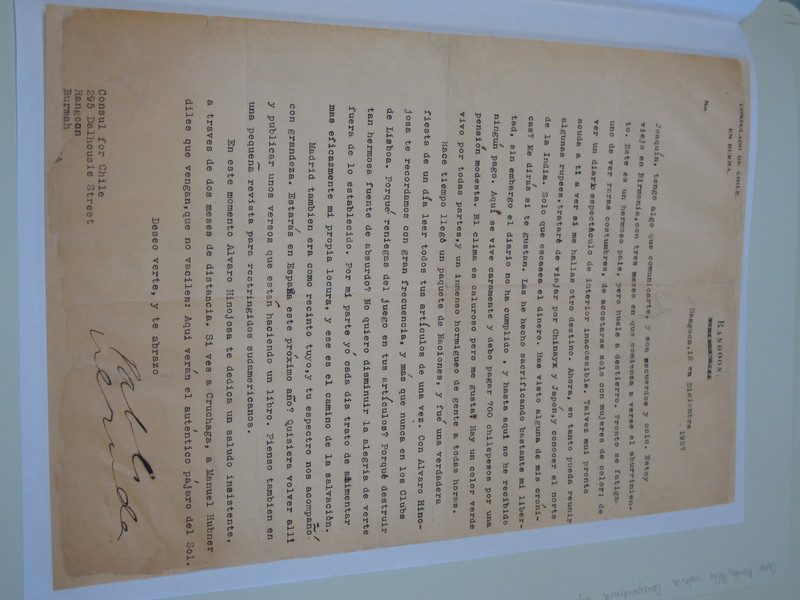 CONSULADO DE CHILE
EN BIRMA.
No.
RANGOON,
Rangoon, 12 en Diciembre 1927
Joaquín, tengo algo que comunicarte, y son recuerdos y ocio. Estoy
viejo en Birmania, con tres meses en que comienza a verse el aburrimien-
to. Este es un hermoso país, pero huele a destierro. Pronto se fatiga
uno de ver raras costumbres, de acostarse solo con mujeres de color; de
ver un diario espectáculo de interior inaccesible. Talvez muí pronto
acuda a ti a ver si me hallas otro destino. Ahora, en tanto pueda reunir
algunas rupees, trataré de viajar por Chinayx y Japón, y conocer el norte
de la India. Solo que escasea el dinero. Has visto alguna de mis cróni-
cas? Me dirás si te gustan. Las he hecho sacrificando bastante mi liber-
tad, sin embargo el diario no ha cumplido, y hasta aquí no he recibido
ningún pago. Aquí se vive caramente y debo pagar 700 chilepesos por una
pensión modesta. El clima es caluroso pero me gusta. Hay un color verde
vivo por todas partes, y un inmenso hormigueo de gente a todas horas.
Hace tiempo llegó un paquete de Naciones, y fué una verdadera
fiesta de un día leer todos tus artículos de una vez. Con Alvaro Hino-
josa te recordamos con gran frecuencia, y más que nunca en los Clubs
de Lisboa. Porqué reniegas del juego en tus artículos? Porqué destruir
tan hermosa fuente de absurdo? No quiero disminuir la alegría de verte
fuera de lo establecido. Por mi parte yó cada día trato de alimentar
mas eficazmente mi propia locura, y ese es el camino de la salvación.
Madrid tambien era como recinto tuyo, y tu espectro nos acompañó
con grandeza. Estarás en España este próximo año? Quisiera volver allí
y publicar unos versos que están haciendo un libro. Pienso tambien en
una pequeña revista para restringidos sudamericanos.
En este momento Alvaro Hinojosa te dedica un saludo insistente,
a traves de dos meses de distancia. Si ves a Cruchaga, a Manuel Hubner
diles que vengan, que no vacilen: Aquí verán el auténtico pájaro del Sol.
Deseo verte, y te abrazo
Pablo
Neruda
Consul for Chile
295 Dalhousie Street
Rangoon
Burmah